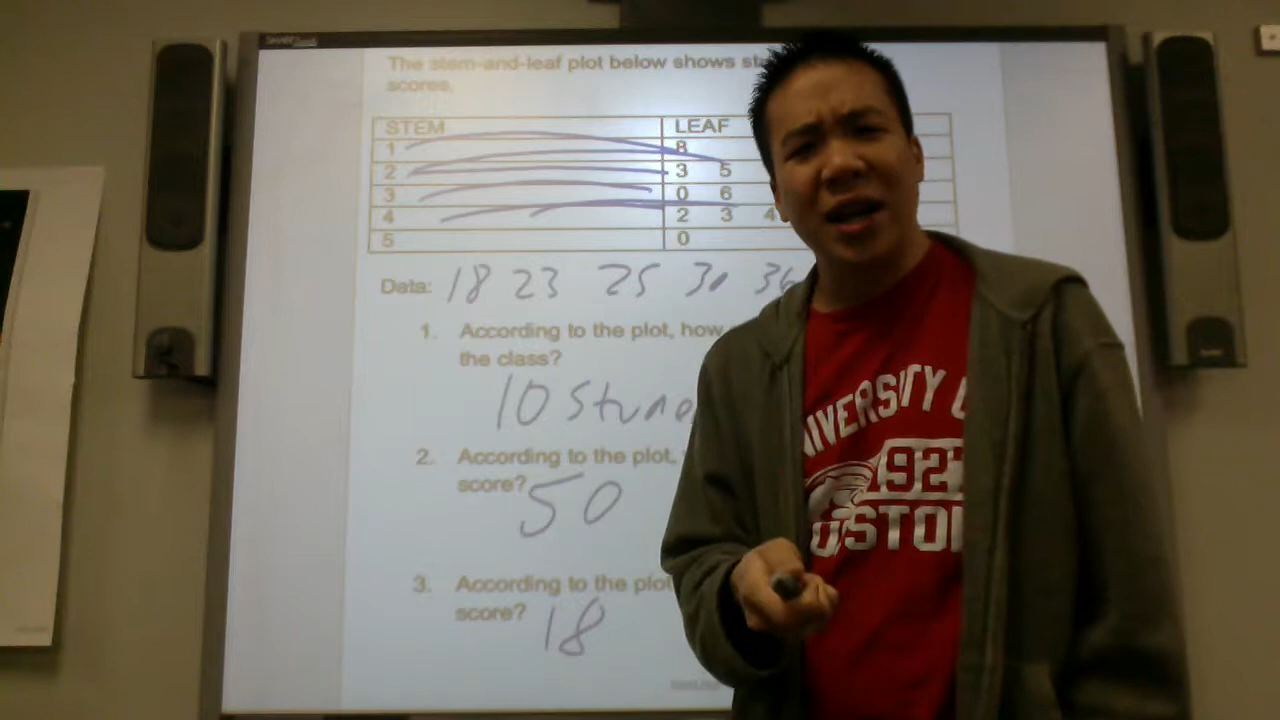 The stem-and-leaf plot below shows
scores.
STEM LEAF
1 8
2 3 5
3 0 6
4 2 3 4
5 0
Data: 18 23 25 30 36
1. According to the plot, how
the class?
10
2. According to the plot,
score? 50
3. According to the plot
score? 18
UNIVERSITY
192